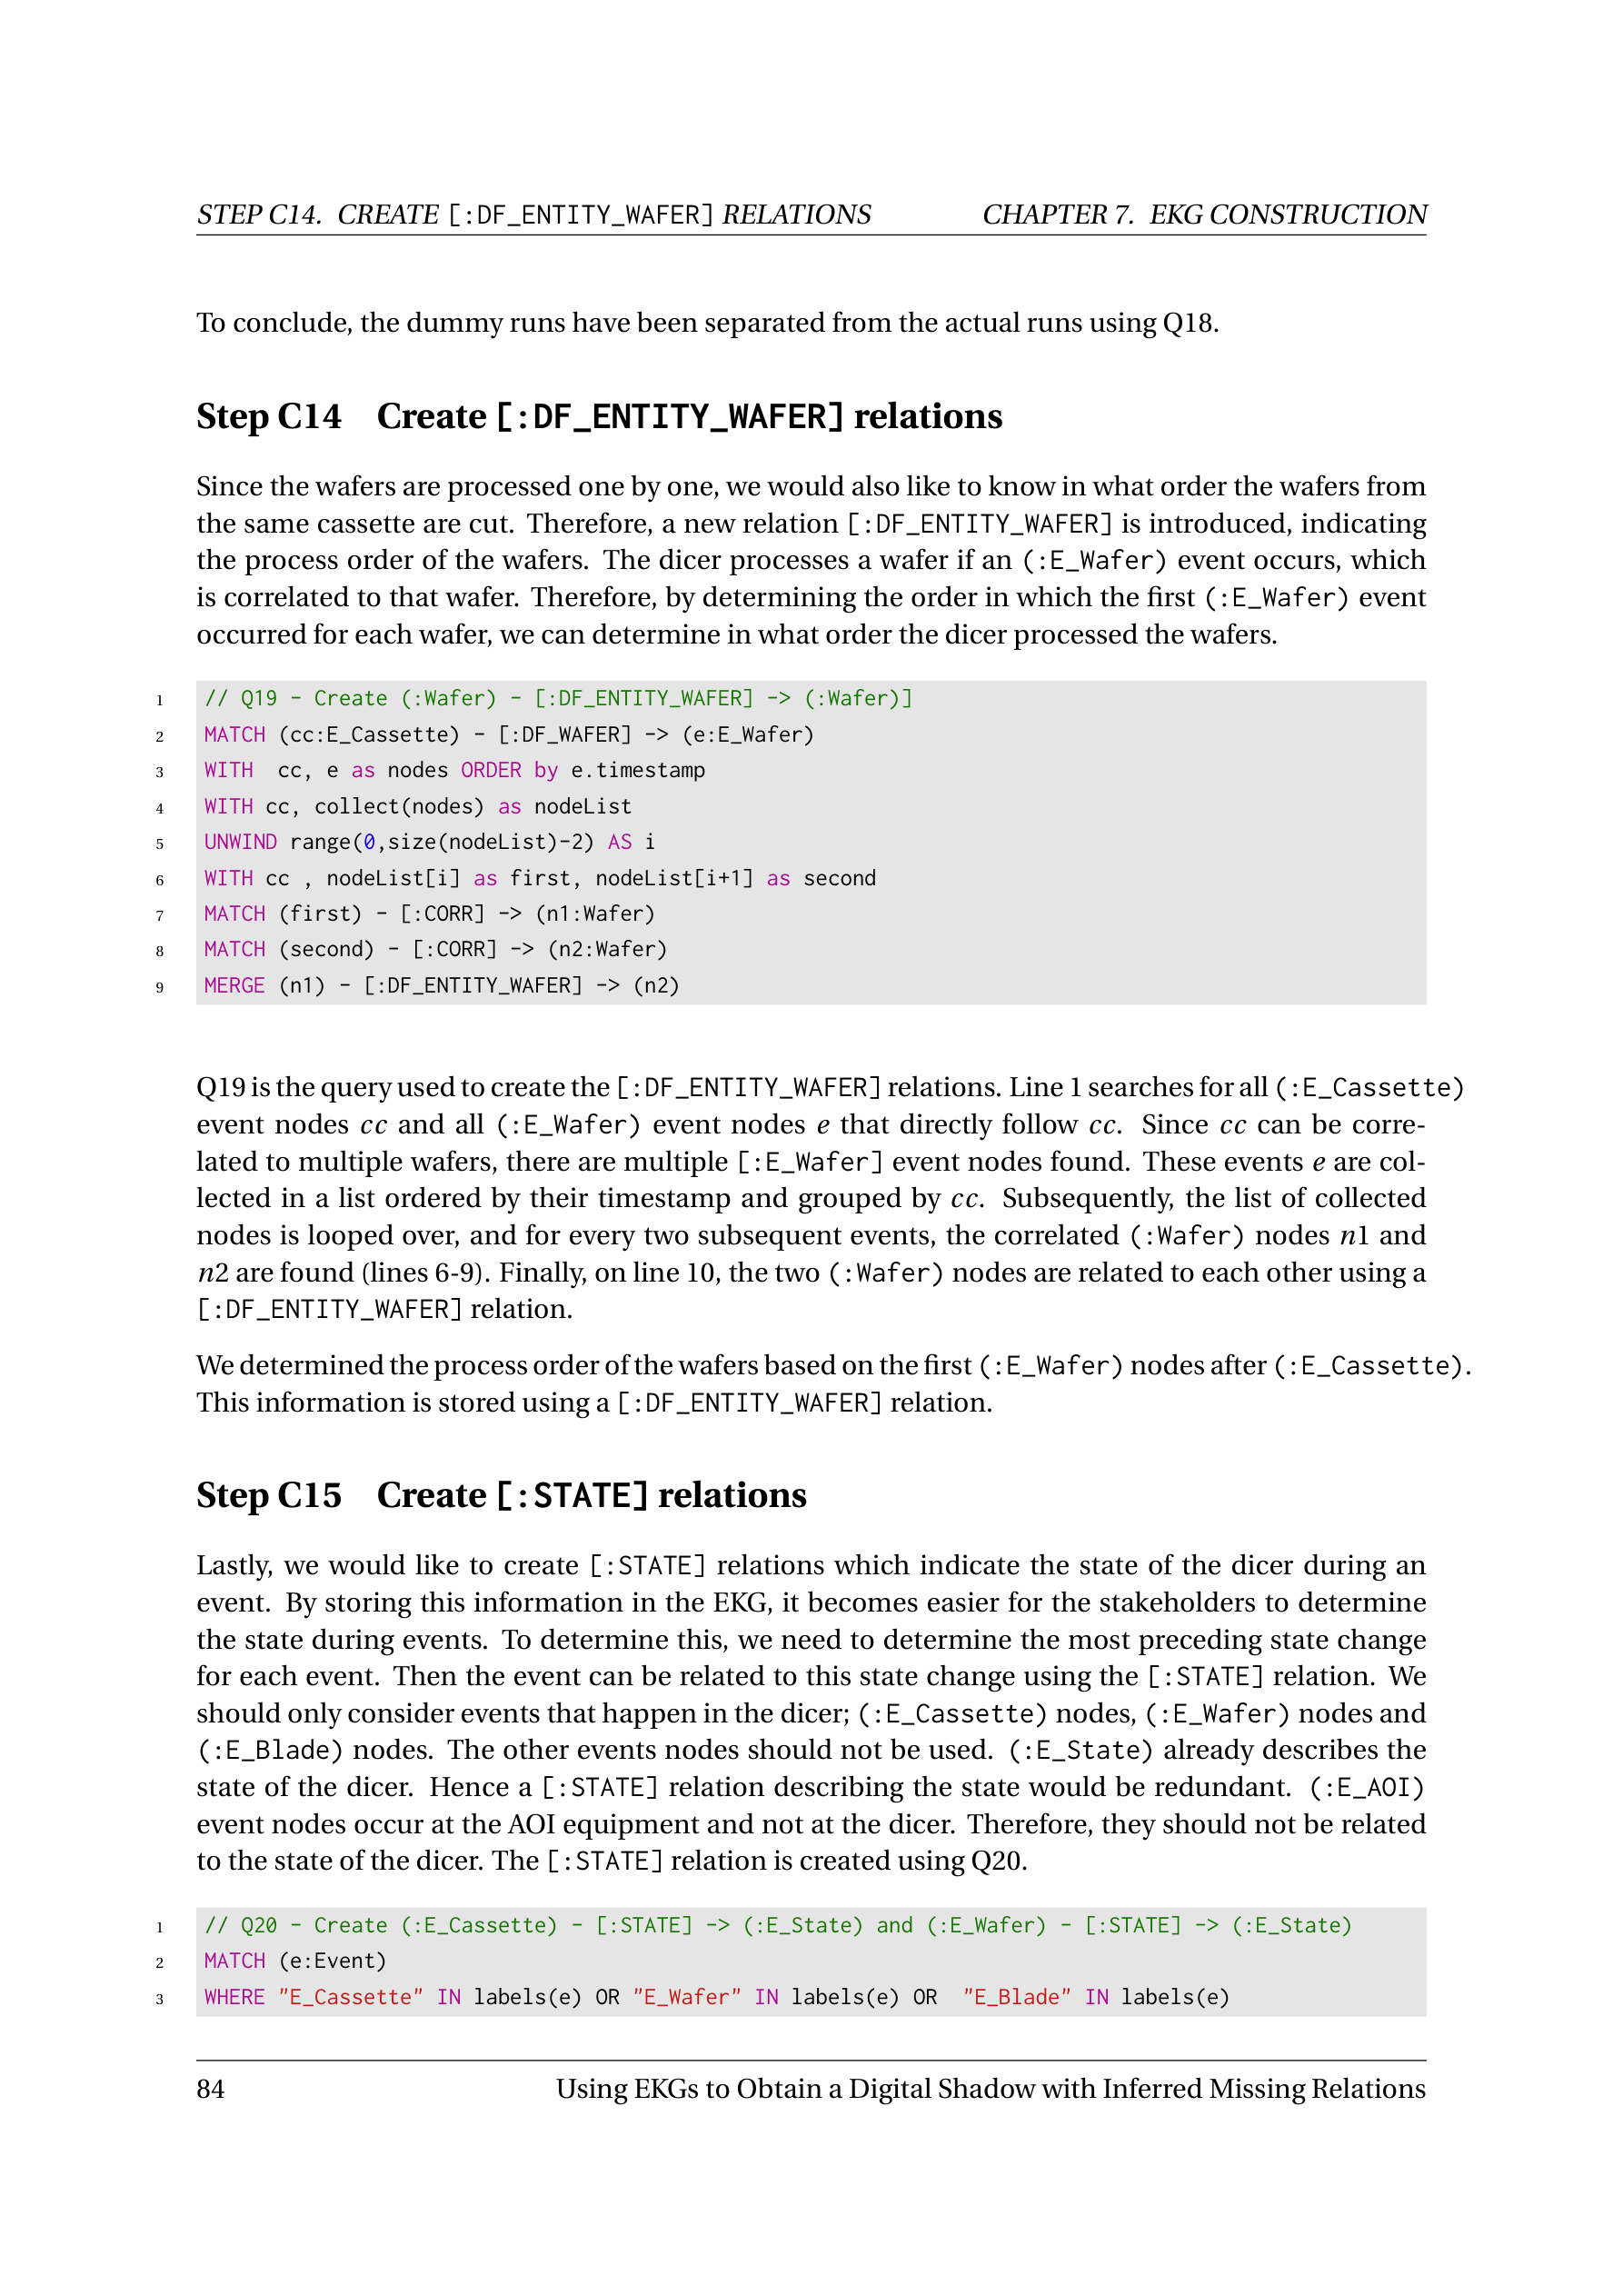 STEP C14. CREATE [:DF_ENTITY_WAFER] RELATIONS CHAPTER 7. EKG CONSTRUCTION
To conclude, the dummy runs have been separated from the actual runs using Q18.
Step C14 Create [:DF_ENTITY_WAFER] relations
Since the wafers are processed one by one, we would also like to know in what order the wafers from
the same cassette are cut. Therefore, a new relation [:DF_ENTITY_WAFER] is introduced, indicating
the process order of the wafers. The dicer processes a wafer if an (:E_Wafer) event occurs, which
is correlated to that wafer. Therefore, by determining the order in which the first (:E_Wafer) event
occurred for each wafer, we can determine in what order the dicer processed the wafers.
1 // Q19 - Create (:Wafer) - [:DF_ENTITY_WAFER] -> (:Wafer)]
2 MATCH (cc:E_Cassette) - [:DF_WAFER] -> (e:E_Wafer)
3 WITH  cc, e as nodes ORDER by e.timestamp
4 WITH cc, collect(nodes) as nodeList
5 UNWIND range(0,size(nodeList)-2) AS i
6 WITH cc , nodeList[i] as first, nodeList[i+1] as second
7 MATCH (first) - [:CORR] -> (n1:Wafer)
8 MATCH (second) - [:CORR] -> (n2:Wafer)
9 MERGE (n1) - [:DF_ENTITY_WAFER] -> (n2)
Q19 is the query used to create the [:DF_ENTITY_WAFER] relations. Line 1 searches for all (:E_Cassette)
event nodes cc and all (:E_Wafer) event nodes e that directly follow cc. Since cc can be corre-
lated to multiple wafers, there are multiple [:E_Wafer] event nodes found. These events e are col-
lected in a list ordered by their timestamp and grouped by cc. Subsequently, the list of collected
nodes is looped over, and for every two subsequent events, the correlated (:Wafer) nodes n1 and
n2 are found (lines 6-9). Finally, on line 10, the two (:Wafer) nodes are related to each other using a
[:DF_ENTITY_WAFER] relation.
We determined the process order of the wafers based on the first (:E_Wafer) nodes after (:E_Cassette).
This information is stored using a [:DF_ENTITY_WAFER] relation.
Step C15 Create [:STATE] relations
Lastly, we would like to create [:STATE] relations which indicate the state of the dicer during an
event. By storing this information in the EKG, it becomes easier for the stakeholders to determine
the state during events. To determine this, we need to determine the most preceding state change
for each event. Then the event can be related to this state change using the [:STATE] relation. We
should only consider events that happen in the dicer; (:E_Cassette) nodes, (:E_Wafer) nodes and
(:E_Blade) nodes. The other events nodes should not be used. (:E_State) already describes the
state of the dicer. Hence a [:STATE] relation describing the state would be redundant. (:E_AOI)
event nodes occur at the AOI equipment and not at the dicer. Therefore, they should not be related
to the state of the dicer. The [:STATE] relation is created using Q20.
1 // Q20 - Create (:E_Cassette) - [:STATE] -> (:E_State) and (:E_Wafer) - [:STATE] -> (:E_State)
2 MATCH (e:Event)
3 WHERE "E_Cassette" IN labels(e) OR "E_Wafer" IN labels(e) OR  "E_Blade" IN labels(e)
84 Using EKGs to Obtain a Digital Shadow with Inferred Missing Relations